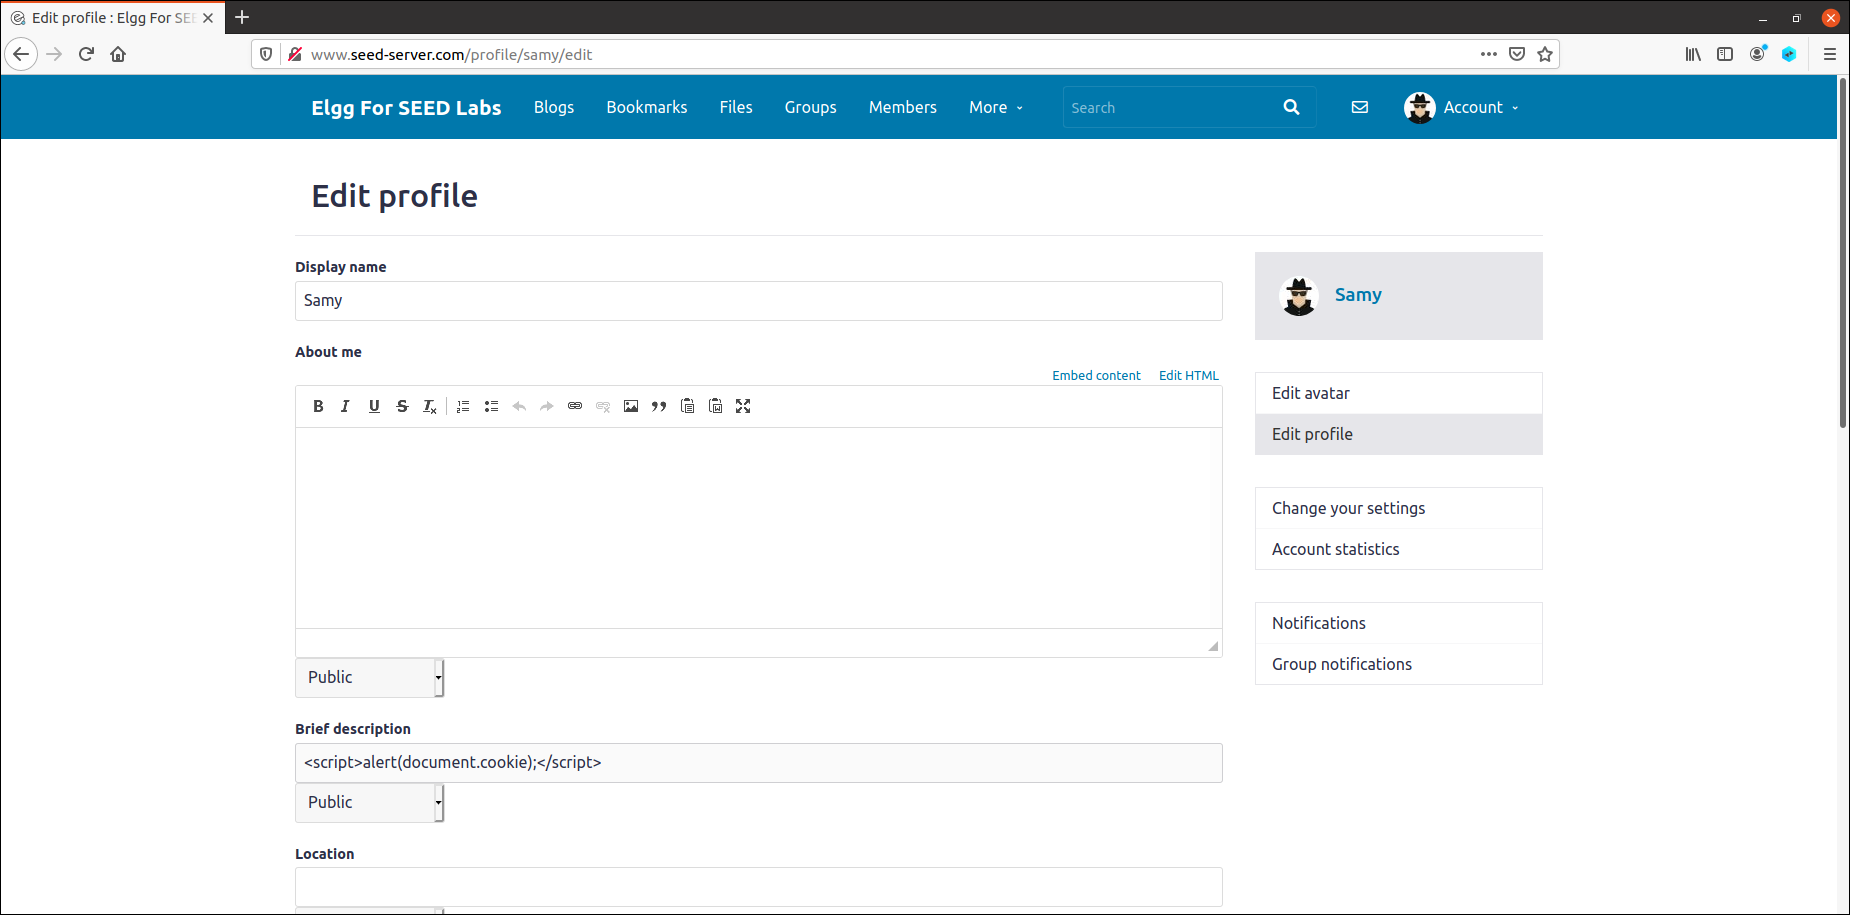 Edit profile : Elgg For SEE
www.seed-server.com/profile/samy/edit
Elgg For SEED Labs Blogs Bookmarks Files Groups Members More Search Account
Edit profile
Display name
Samy
Samy
About me
Embed content Edit HTML
Edit avatar
Edit profile
Change your settings
Account statistics
Notifications
Group notifications
Public
Brief description
<script>alert(document.cookie);</script>
Public
Location